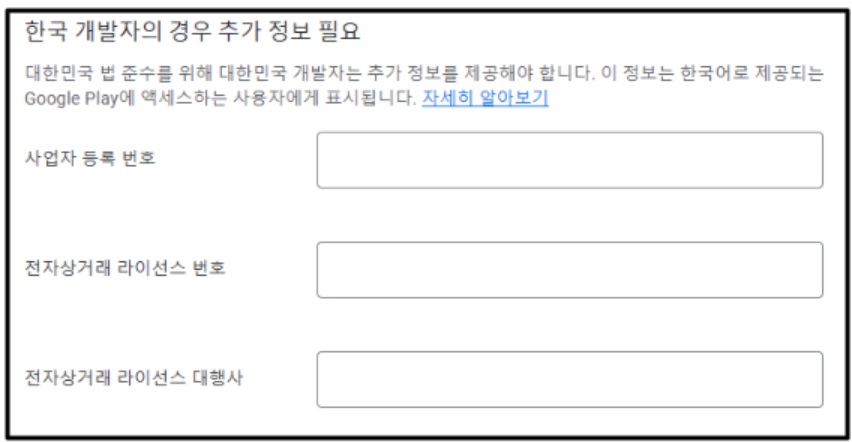 한국 개발자의 경우 추가 정보 필요
대한민국 법 준수를 위해 대한민국 개발자는 추가 정보를 제공해야 합니다. 이 정보는 한국어로 제공되는
Google Play에 액세스하는 사용자에게 표시됩니다. 자세히 알아보기
사업자 등록 번호
전자상거래 라이선스 번호
전자상거래 라이선스 대행사